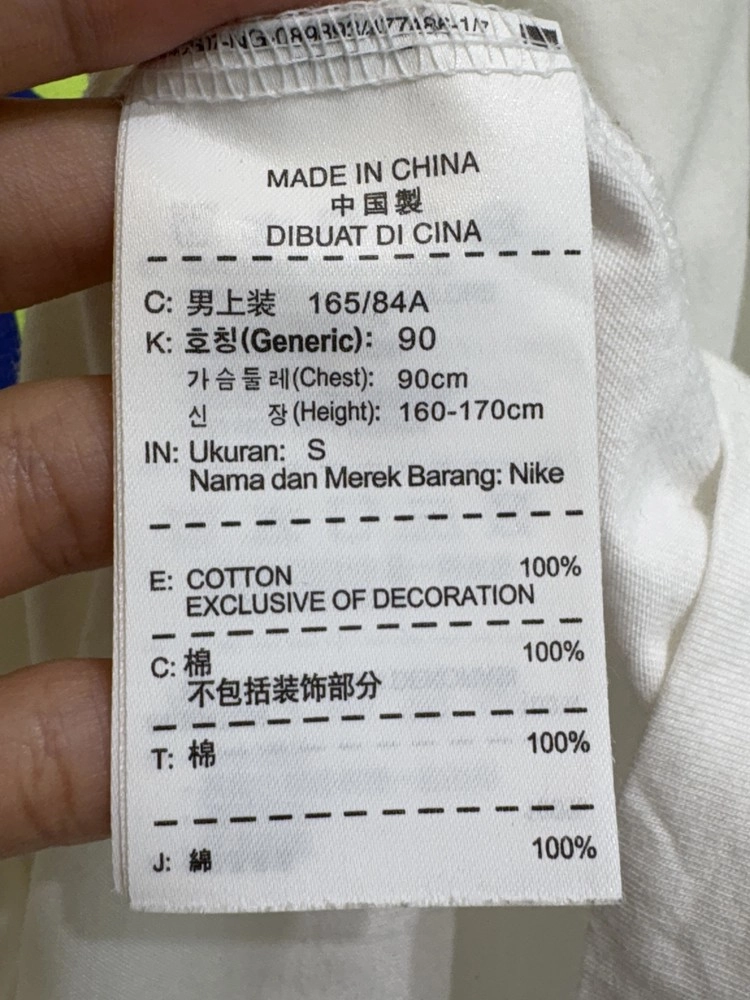 MADE IN CHINA
中国製
DIBUAT DI CINA
C: 男上装 165/84A
K: 호칭(Generic): 90
가슴둘레(Chest): 90cm
신 장(Height): 160-170cm
IN: Ukuran: S
Nama dan Merek Barang: Nike
E: COTTON 100%
EXCLUSIVE OF DECORATION
C: 棉 100%
不包括装饰部分
T: 棉 100%
J: 綿 100%